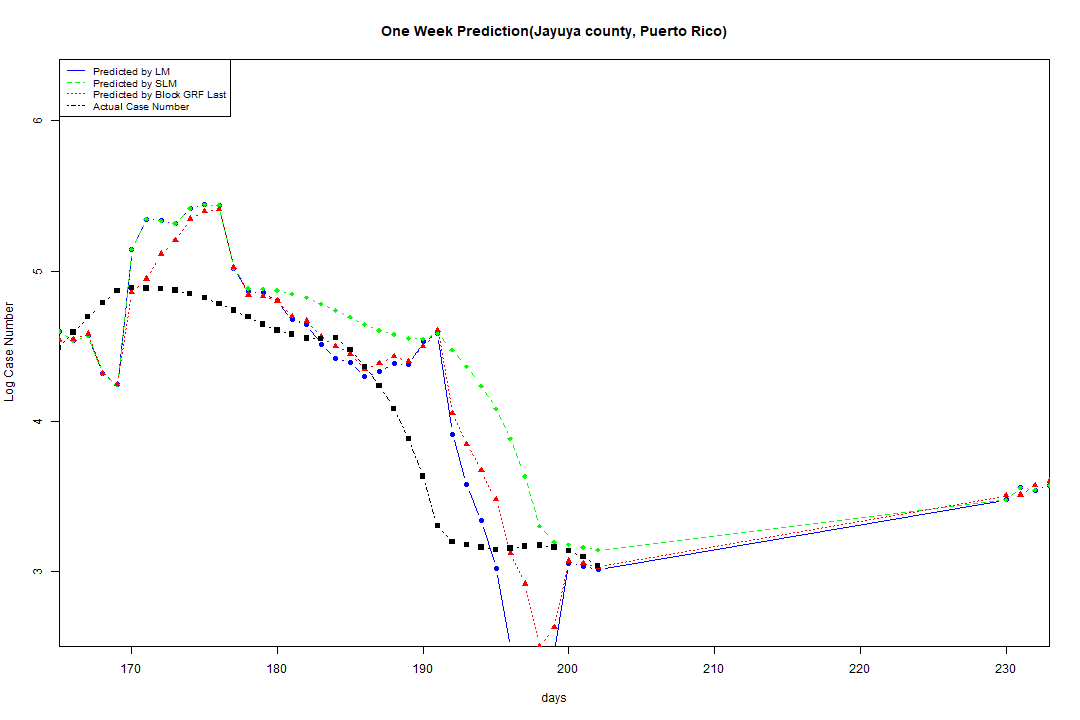 One Week Prediction(Jayuya county, Puerto Rico)
Predicted by LM
Predicted by SLM
Predicted by Block GRF Last
Actual Case Number
6
5
4
3
Log Case Number
170 180 190 200 210 220 230
days